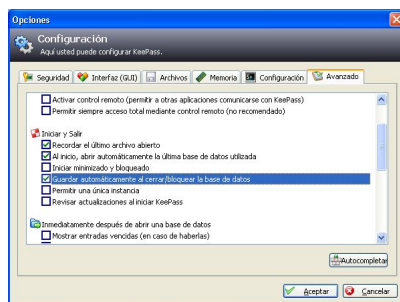 Opciones
Configuración
Aquí usted puede configurar KeePass.
Seguridad
Interfaz (GUI)
Archivos
Memoria
Configuración
Avanzado
Activar control remoto (permitir a otras aplicaciones comunicarse con KeePass)
Permitir siempre acceso total mediante control remoto (no recomendado)
Iniciar y Salir
Recordar el último archivo abierto
Al inicio, abrir automáticamente la última base de datos utilizada
Iniciar minimizado y bloqueado
Guardar automáticamente al cerrar/bloquear la base de datos
Permitir una única instancia
Revisar actualizaciones al iniciar KeePass
Inmediatamente después de abrir una base de datos
Mostrar entradas vencidas (en caso de haberlas)
Autocompletar
Aceptar
Cancelar